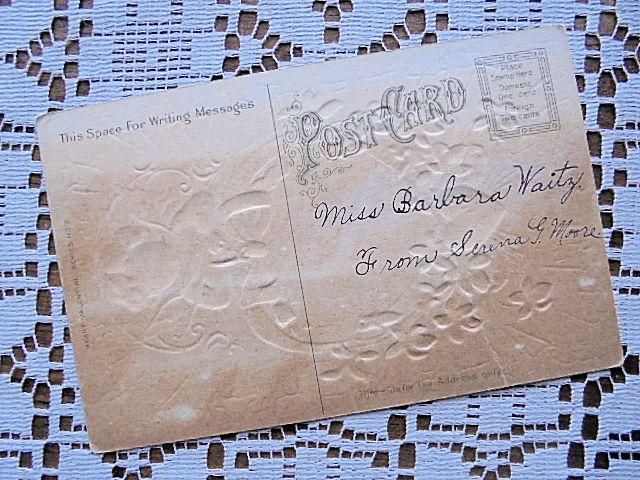 This Space For Writing Messages
POST CARD
Place
Stamp Here
Domestic
One cent
Foreign
Two cents
Miss Barbara Waitz.
From Serena G. Moore
This side for the Address only